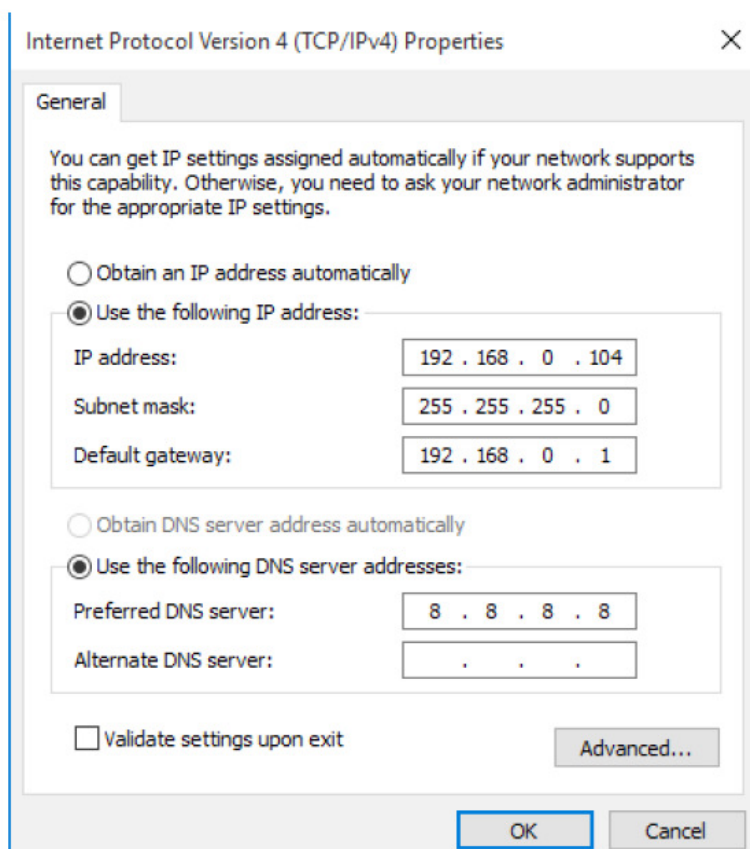 Internet Protocol Version 4 (TCP/IPv4) Properties
General
You can get IP settings assigned automatically if your network supports
this capability. Otherwise, you need to ask your network administrator
for the appropriate IP settings.
Obtain an IP address automatically
Use the following IP address:
IP address: 192 . 168 . 0 . 104
Subnet mask: 255 . 255 . 255 . 0
Default gateway: 192 . 168 . 0 . 1
Obtain DNS server address automatically
Use the following DNS server addresses:
Preferred DNS server: 8 . 8 . 8 . 8
Alternate DNS server: . . .
Validate settings upon exit
Advanced...
OK Cancel